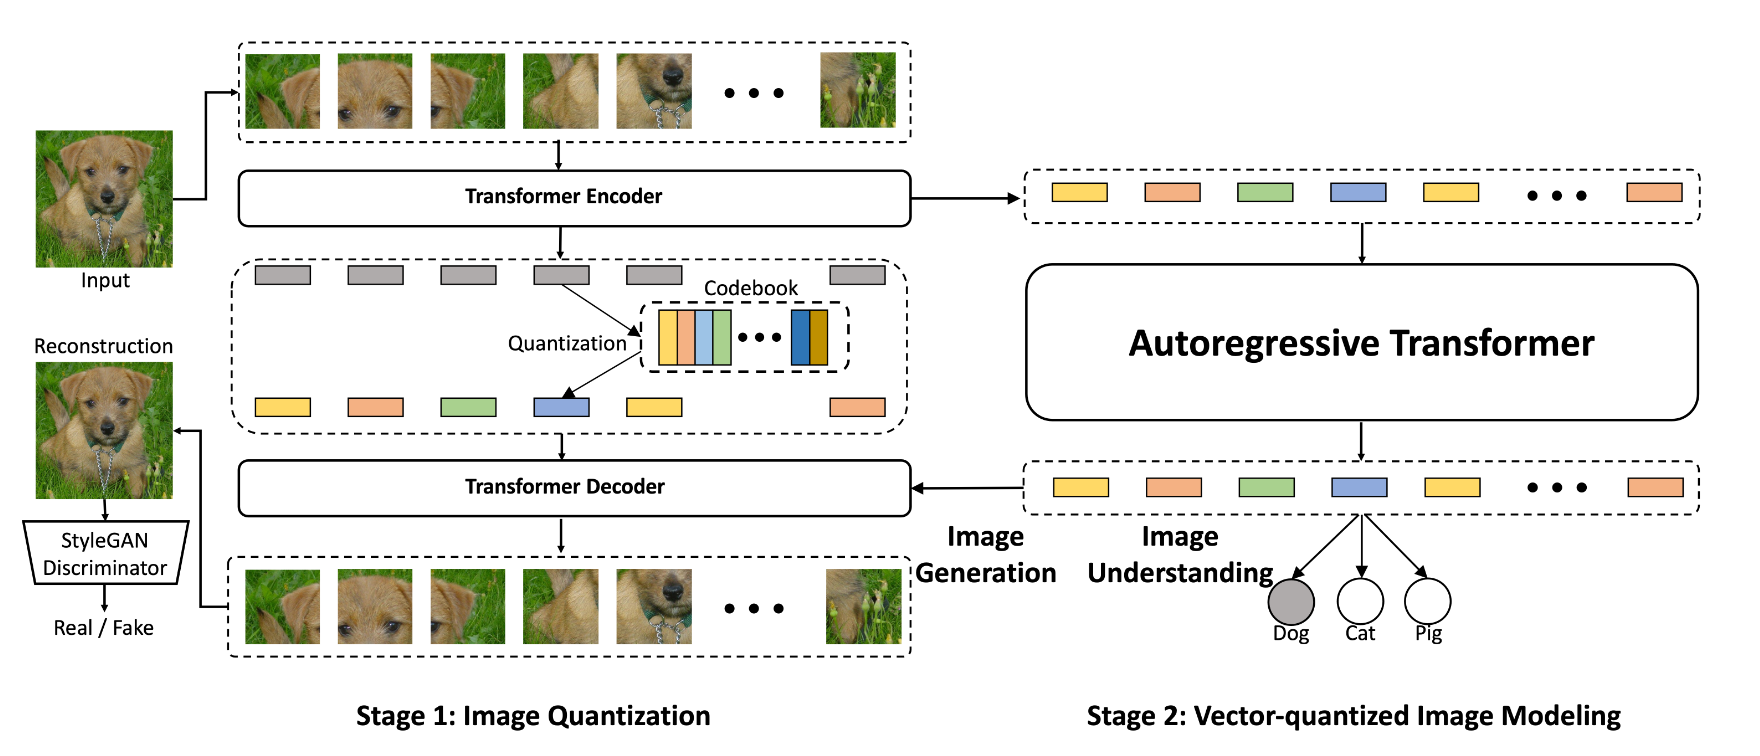 Transformer Encoder
Input
Codebook
Quantization
Reconstruction
Transformer Decoder
StyleGAN
Discriminator
Real / Fake
Stage 1: Image Quantization
Autoregressive Transformer
Image
Generation
Image
Understanding
Dog
Cat
Pig
Stage 2: Vector-quantized Image Modeling